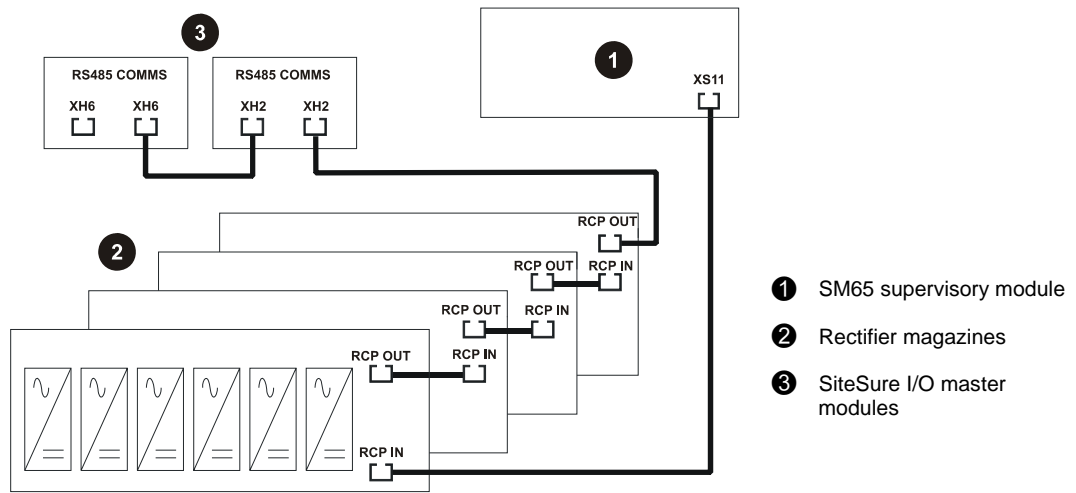 3
RS485 COMMS
XH6 XH6
RS485 COMMS
XH2 XH2
1
XS11
2
RCP OUT
RCP OUT RCP IN
RCP OUT RCP IN
RCP OUT RCP IN
RCP IN
1 SM65 supervisory module
2 Rectifier magazines
3 SiteSure I/O master
modules